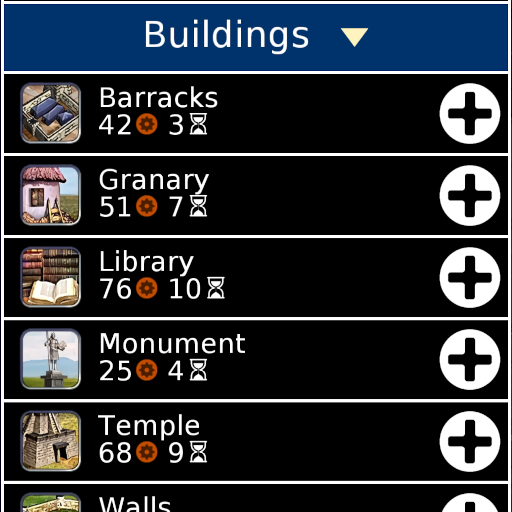 Buildings
Barracks
42 3
Granary
51 7
Library
76 10
Monument
25 4
Temple
68 9
Walls